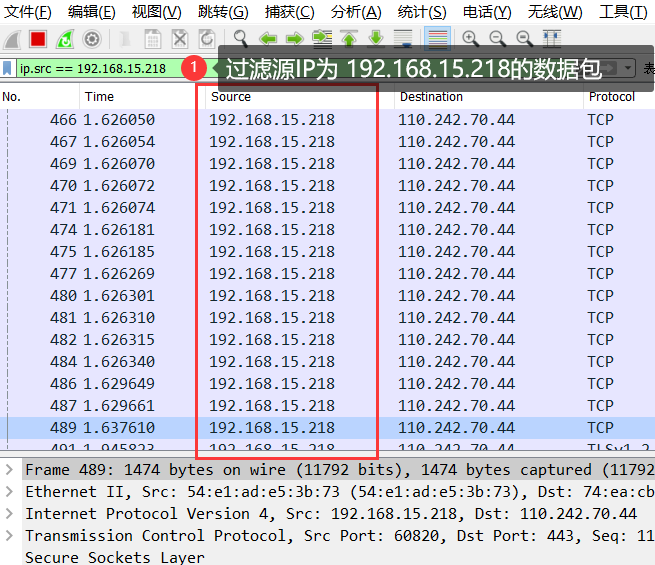 文件(F) 编辑(E) 视图(V) 跳转(G) 捕获(C) 分析(A) 统计(S) 电话(Y) 无线(W) 工具(T)
ip.src == 192.168.15.218 1 过滤源IP为 192.168.15.218的数据包
No. Time Source Destination Protocol
466 1.626050 192.168.15.218 110.242.70.44 TCP
467 1.626054 192.168.15.218 110.242.70.44 TCP
469 1.626070 192.168.15.218 110.242.70.44 TCP
470 1.626072 192.168.15.218 110.242.70.44 TCP
471 1.626074 192.168.15.218 110.242.70.44 TCP
474 1.626181 192.168.15.218 110.242.70.44 TCP
475 1.626185 192.168.15.218 110.242.70.44 TCP
477 1.626269 192.168.15.218 110.242.70.44 TCP
480 1.626301 192.168.15.218 110.242.70.44 TCP
481 1.626310 192.168.15.218 110.242.70.44 TCP
482 1.626315 192.168.15.218 110.242.70.44 TCP
484 1.626340 192.168.15.218 110.242.70.44 TCP
486 1.629649 192.168.15.218 110.242.70.44 TCP
487 1.629661 192.168.15.218 110.242.70.44 TCP
489 1.637610 192.168.15.218 110.242.70.44 TCP
491 1.945823 192.168.15.218 110.242.70.44 TLSv1.2
Frame 489: 1474 bytes on wire (11792 bits), 1474 bytes captured (11792
Ethernet II, Src: 54:e1:ad:e5:3b:73 (54:e1:ad:e5:3b:73), Dst: 74:ea:cb
Internet Protocol Version 4, Src: 192.168.15.218, Dst: 110.242.70.44
Transmission Control Protocol, Src Port: 60820, Dst Port: 443, Seq: 11
Secure Sockets Layer